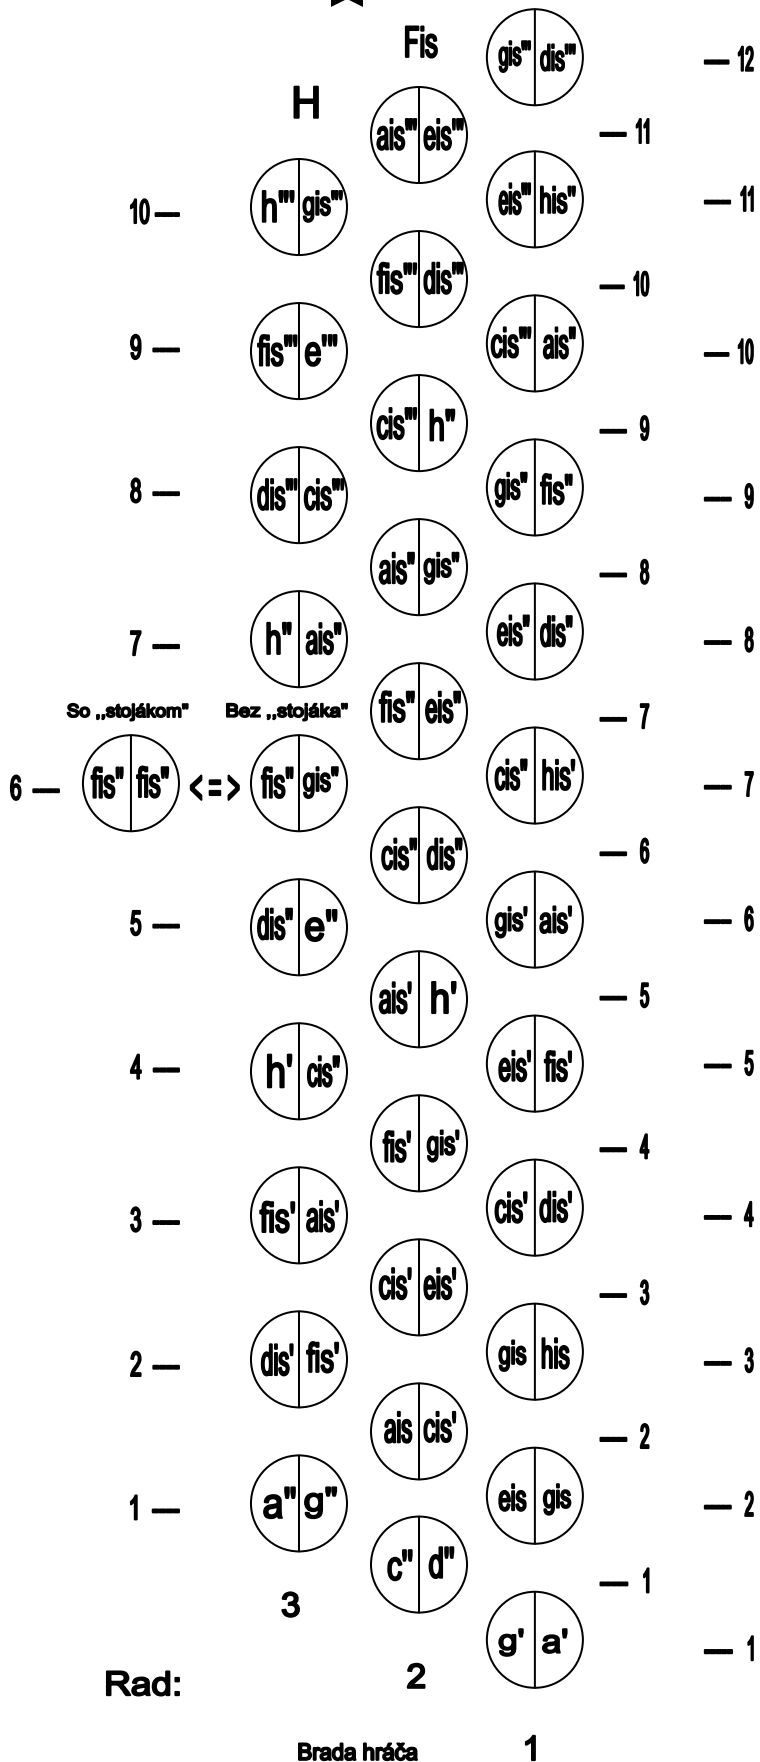 Fis
gis''' dis''' — 12
H
ais''' eis''' — 11
10 — h''' gis''' eis''' his'' — 11
fis''' dis''' — 10
9 — fis''' e''' cis''' ais'' — 10
cis''' h'' — 9
8 — dis''' cis''' gis'' fis'' — 9
ais'' gis'' — 8
7 — h'' ais'' eis'' dis'' — 8
So ,,stojákom" Bez ,,stojáka"
fis'' eis'' — 7
6 — fis'' fis'' <=> fis'' gis'' cis'' his' — 7
cis'' dis'' — 6
5 — dis'' e'' gis' ais' — 6
ais' h' — 5
4 — h' cis'' eis' fis' — 5
fis' gis' — 4
3 — fis' ais' cis' dis' — 4
cis' eis' — 3
2 — dis' fis' gis his — 3
ais cis' — 2
1 — a'' g'' eis gis — 2
c'' d'' — 1
3
g' a' — 1
Rad:
2
Brada hráča
1